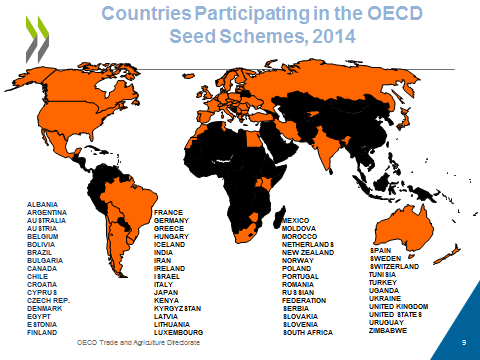 Countries Participating in the OECD
Seed Schemes, 2014
ALBANIA
ARGENTINA
AUSTRALIA
AUSTRIA
BELGIUM
BOLIVIA
BRAZIL
BULGARIA
CANADA
CHILE
CROATIA
CYPRUS
CZECH REP.
DENMARK
EGYPT
ESTONIA
FINLAND
FRANCE
GERMANY
GREECE
HUNGARY
ICELAND
INDIA
IRAN
IRELAND
ISRAEL
ITALY
JAPAN
KENYA
KYRGYZSTAN
LATVIA
LITHUANIA
LUXEMBOURG
MEXICO
MOLDOVA
MOROCCO
NETHERLANDS
NEW ZEALAND
NORWAY
POLAND
PORTUGAL
ROMANIA
RUSSIAN
FEDERATION
SERBIA
SLOVAKIA
SLOVENIA
SOUTH AFRICA
SPAIN
SWEDEN
SWITZERLAND
TUNISIA
TURKEY
UGANDA
UKRAINE
UNITED KINGDOM
UNITED STATES
URUGUAY
ZIMBABWE
OECD Trade and Agriculture Directorate
9